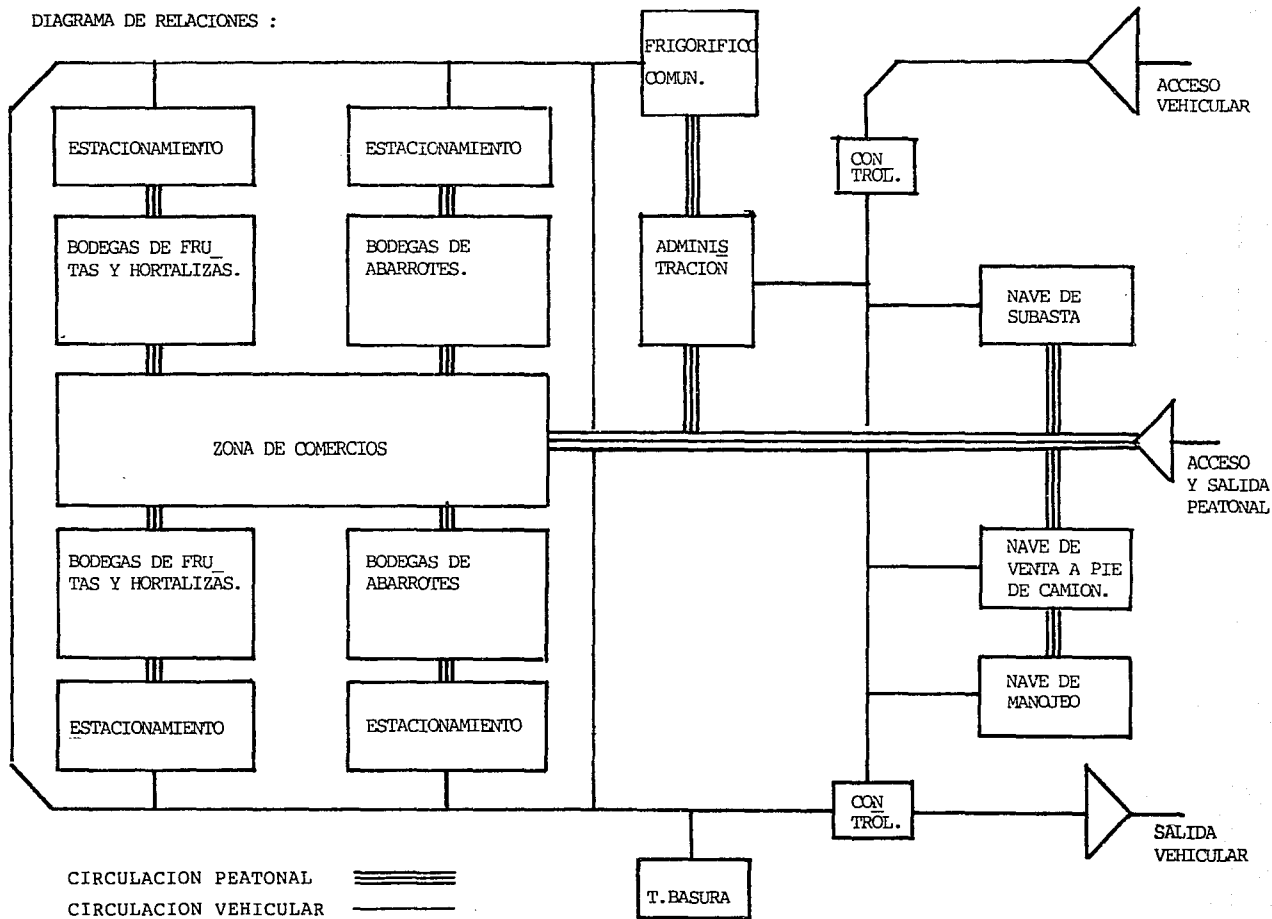 DIAGRAMA DE RELACIONES :
FRIGORIFICO
COMUN.
ACCESO
VEHICULAR
ESTACIONAMIENTO
ESTACIONAMIENTO
CON
TROL.
BODEGAS DE FRU_
TAS Y HORTALIZAS.
BODEGAS DE
ABARROTES.
ADMINIS
TRACION
NAVE DE
SUBASTA
ZONA DE COMERCIOS
ACCESO
Y SALIDA
PEATONAL
BODEGAS DE FRU_
TAS Y HORTALIZAS.
BODEGAS DE
ABARROTES
NAVE DE
VENTA A PIE
DE CAMION.
NAVE DE
MANOJEO
ESTACIONAMIENTO
ESTACIONAMIENTO
CON
TROL.
SALIDA
VEHICULAR
CIRCULACION PEATONAL
CIRCULACION VEHICULAR
T.BASURA